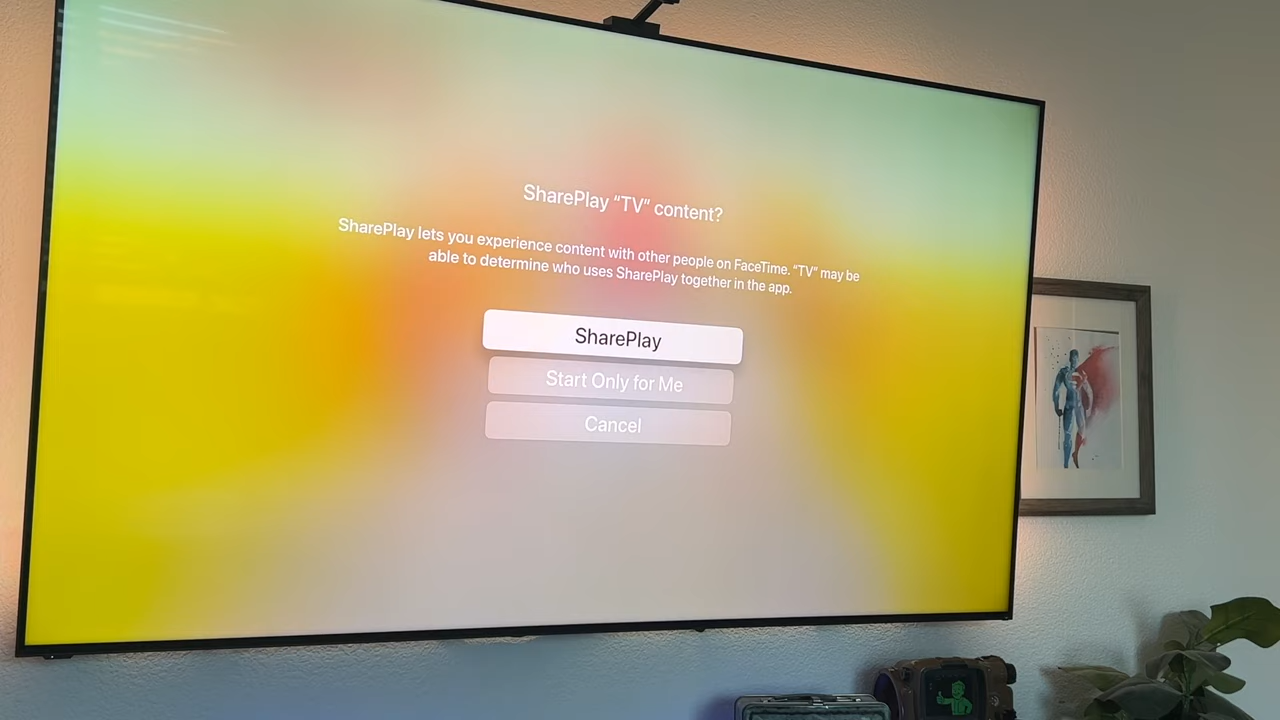 SharePlay “TV” content?
SharePlay lets you experience content with other people on FaceTime. “TV” may be
able to determine who uses SharePlay together in the app.
SharePlay
Start Only for Me
Cancel